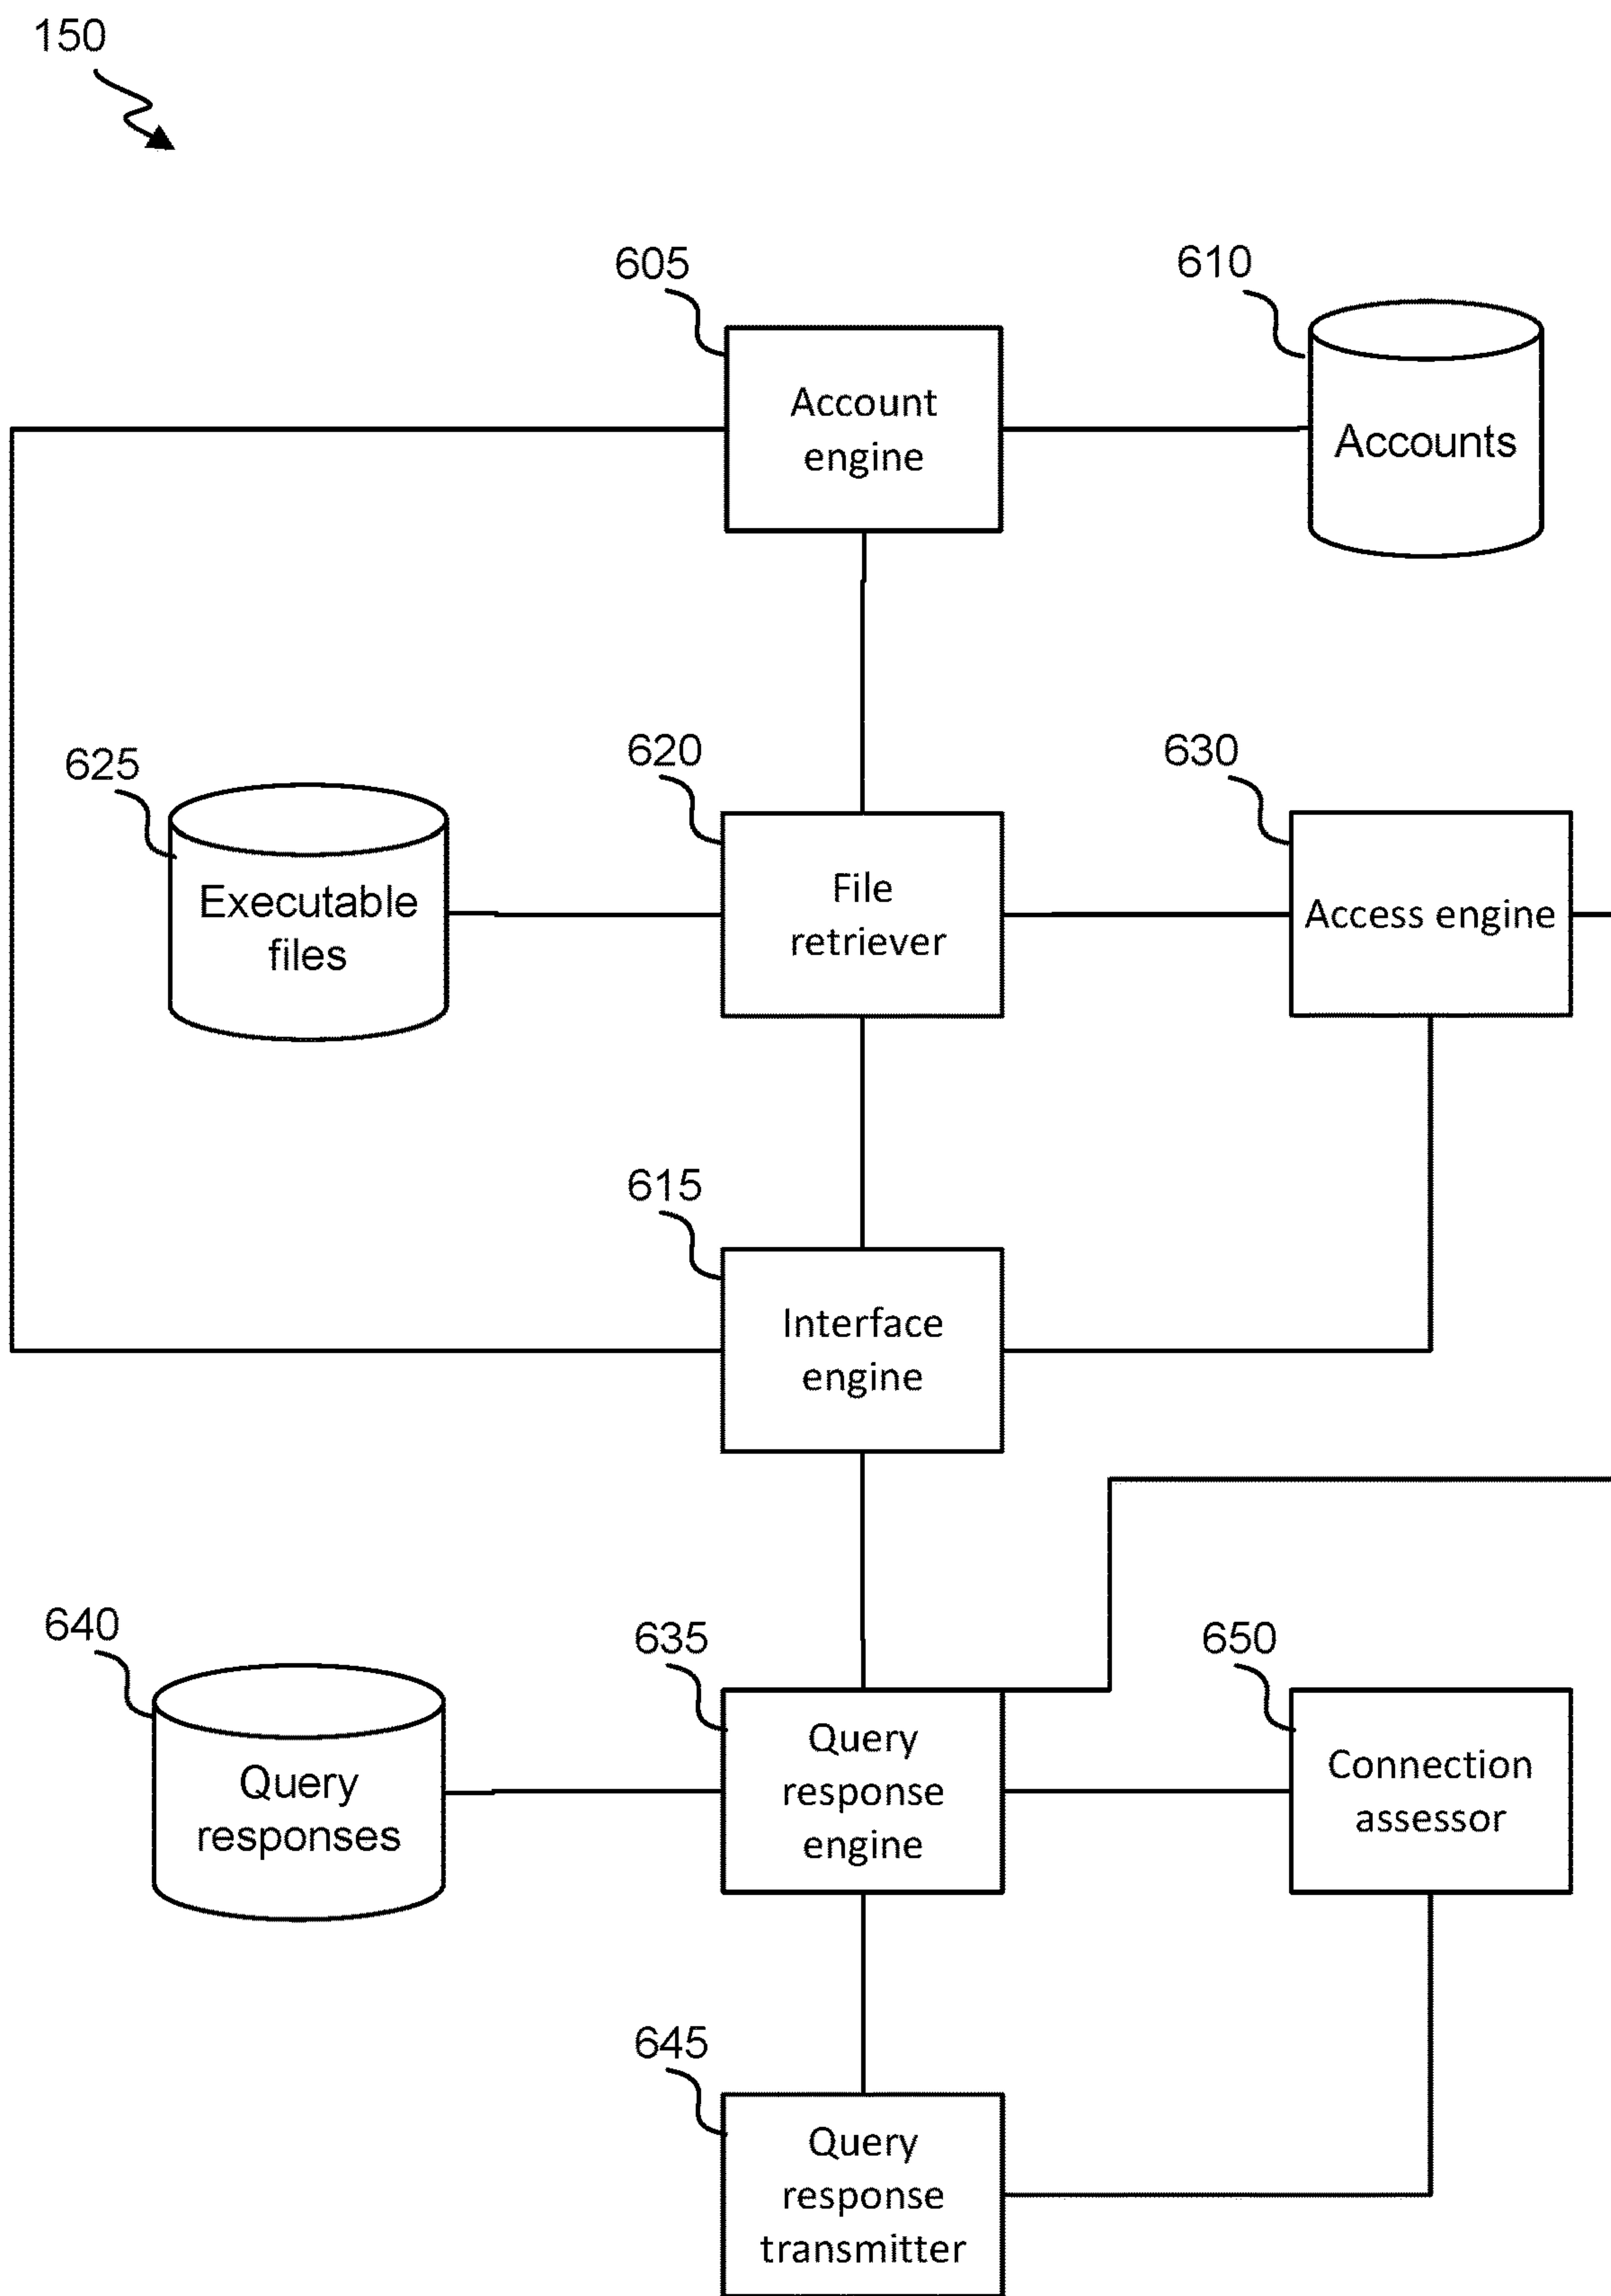 150
605
610
Account
engine
Accounts
625
620
630
Executable
files
File
retriever
Access engine
615
Interface
engine
640
635
650
Query
responses
Query
response
engine
Connection
assessor
645
Query
response
transmitter